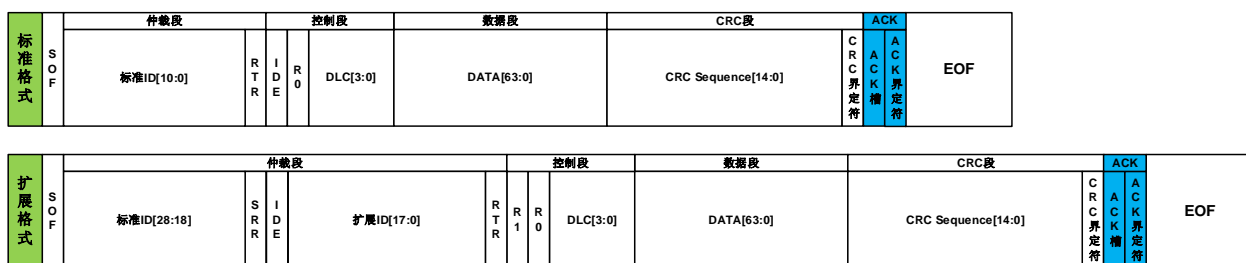 标准格式
SOF
仲裁段
标准ID[10:0]
RTR
控制段
IDE
R0
DLC[3:0]
数据段
DATA[63:0]
CRC段
CRC Sequence[14:0]
CRC界定符
ACK
ACK槽
ACK界定符
EOF
扩展格式
SOF
仲裁段
标准ID[28:18]
SRR
IDE
扩展ID[17:0]
RTR
控制段
R1
R0
DLC[3:0]
数据段
DATA[63:0]
CRC段
CRC Sequence[14:0]
CRC界定符
ACK
ACK槽
ACK界定符
EOF